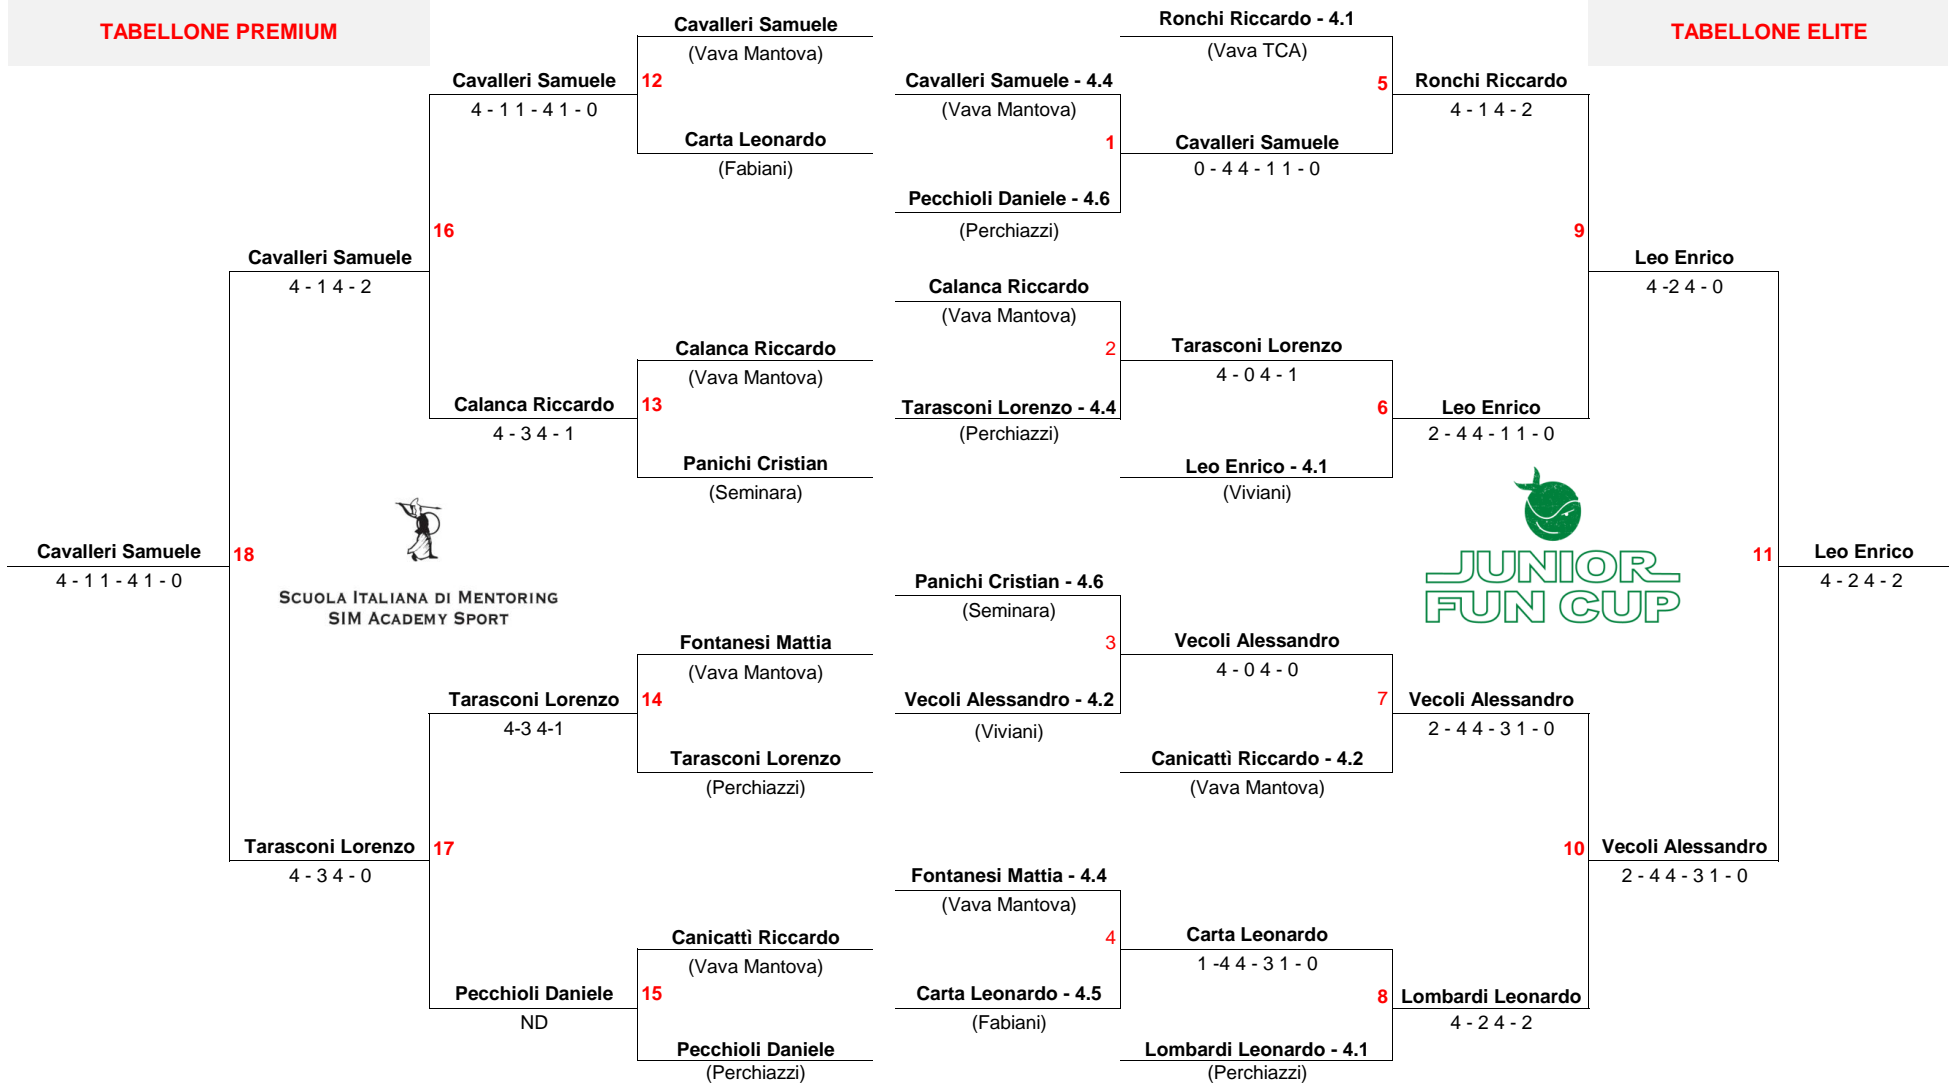 TABELLONE PREMIUM
TABELLONE ELITE
Cavalleri Samuele
(Vava Mantova)
12
Cavalleri Samuele
4 - 1 1 - 4 1 - 0
Carta Leonardo
(Fabiani)
16
Cavalleri Samuele
4 - 1 4 - 2
Calanca Riccardo
(Vava Mantova)
13
Calanca Riccardo
4 - 3 4 - 1
Panichi Cristian
(Seminara)
Cavalleri Samuele
18
4 - 1 1 - 4 1 - 0
SCUOLA ITALIANA DI MENTORING
SIM ACADEMY SPORT
Fontanesi Mattia
(Vava Mantova)
14
Tarasconi Lorenzo
4-3 4-1
Tarasconi Lorenzo
(Perchiazzi)
Tarasconi Lorenzo
17
4 - 3 4 - 0
Canicattì Riccardo
(Vava Mantova)
15
Pecchioli Daniele
ND
Pecchioli Daniele
(Perchiazzi)
Ronchi Riccardo - 4.1
(Vava TCA)
Cavalleri Samuele - 4.4
(Vava Mantova)
5
Ronchi Riccardo
4 - 1 4 - 2
1
Cavalleri Samuele
0 - 4 4 - 1 1 - 0
Pecchioli Daniele - 4.6
(Perchiazzi)
9
Leo Enrico
4 -2 4 - 0
Calanca Riccardo
(Vava Mantova)
2
Tarasconi Lorenzo
4 - 0 4 - 1
Tarasconi Lorenzo - 4.4
(Perchiazzi)
6
Leo Enrico
2 - 4 4 - 1 1 - 0
Leo Enrico - 4.1
(Viviani)
JUNIOR
FUN CUP
11
Leo Enrico
4 - 2 4 - 2
Panichi Cristian - 4.6
(Seminara)
3
Vecoli Alessandro
4 - 0 4 - 0
Vecoli Alessandro - 4.2
(Viviani)
7
Vecoli Alessandro
2 - 4 4 - 3 1 - 0
Canicattì Riccardo - 4.2
(Vava Mantova)
10
Vecoli Alessandro
2 - 4 4 - 3 1 - 0
Fontanesi Mattia - 4.4
(Vava Mantova)
4
Carta Leonardo
1 -4 4 - 3 1 - 0
Carta Leonardo - 4.5
(Fabiani)
8
Lombardi Leonardo
4 - 2 4 - 2
Lombardi Leonardo - 4.1
(Perchiazzi)